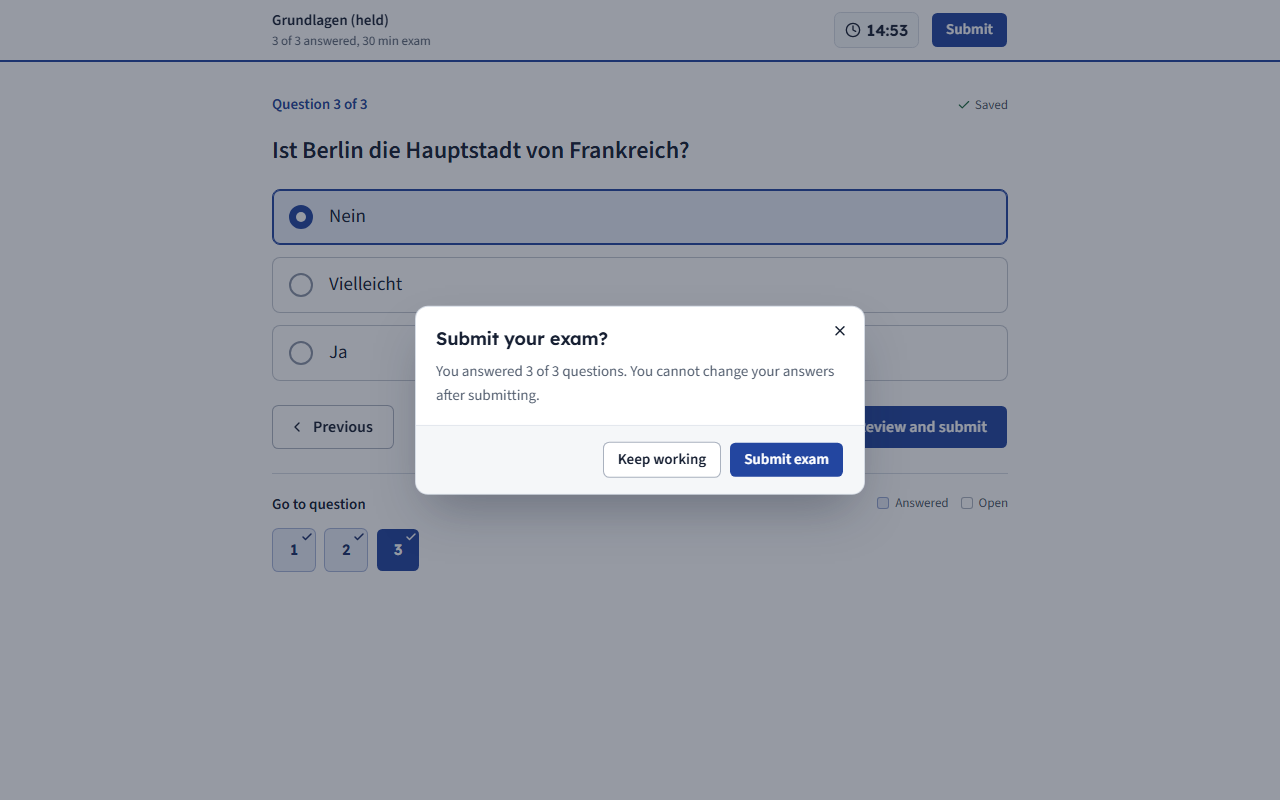 Grundlagen (held)
3 of 3 answered, 30 min exam
14:53
Submit
Question 3 of 3
Saved
Ist Berlin die Hauptstadt von Frankreich?
Nein
Vielleicht
Ja
Submit your exam?
You answered 3 of 3 questions. You cannot change your answers
after submitting.
Keep working
Submit exam
Previous
eview and submit
Go to question
Answered
Open
1
2
3